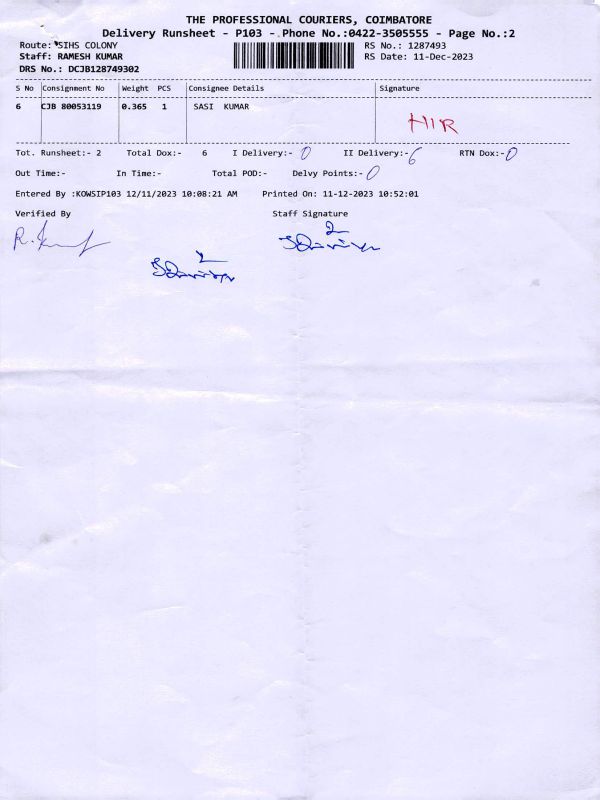 THE PROFESSIONAL COURIERS, COIMBATORE
Delivery Runsheet - P103 - Phone No.:0422-3505555 - Page No.:2
Route: SIHS COLONY RS No.: 1287493
Staff: RAMESH KUMAR RS Date: 11-Dec-2023
DRS No.: DCJB128749302
S No Consignment No Weight PCS Consignee Details Signature
6 CJB 80053119 0.365 1 SASI KUMAR
HIR
Tot. Runsheet:- 2 Total Dox:- 6 I Delivery:- 0 II Delivery:- 6 RTN Dox:- 0
Out Time:- In Time:- Total POD:- Delvy Points:- 0
Entered By :KOWSIP103 12/11/2023 10:08:21 AM Printed On: 11-12-2023 10:52:01
Verified By Staff Signature